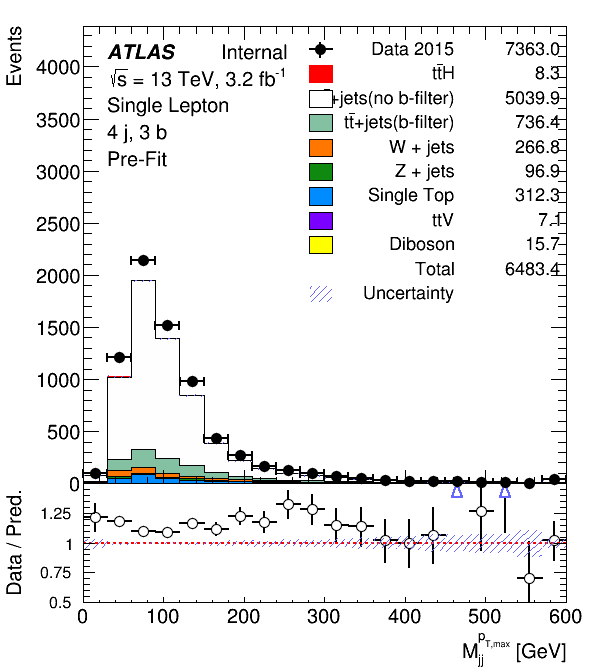 Events
4000
3500
3000
2500
2000
1500
1000
500
0
ATLAS Internal
√s = 13 TeV, 3.2 fb⁻¹
Single Lepton
4 j, 3 b
Pre-Fit
Data 2015 7363.0
tt̄H 8.3
+jets(no b-filter) 5039.9
tt̄+jets(b-filter) 736.4
W + jets 266.8
Z + jets 96.9
Single Top 312.3
ttV 7.1
Diboson 15.7
Total 6483.4
Uncertainty
Data / Pred.
1.25
1
0.75
0.5
0 100 200 300 400 500 600
M_jj^p_T,max [GeV]